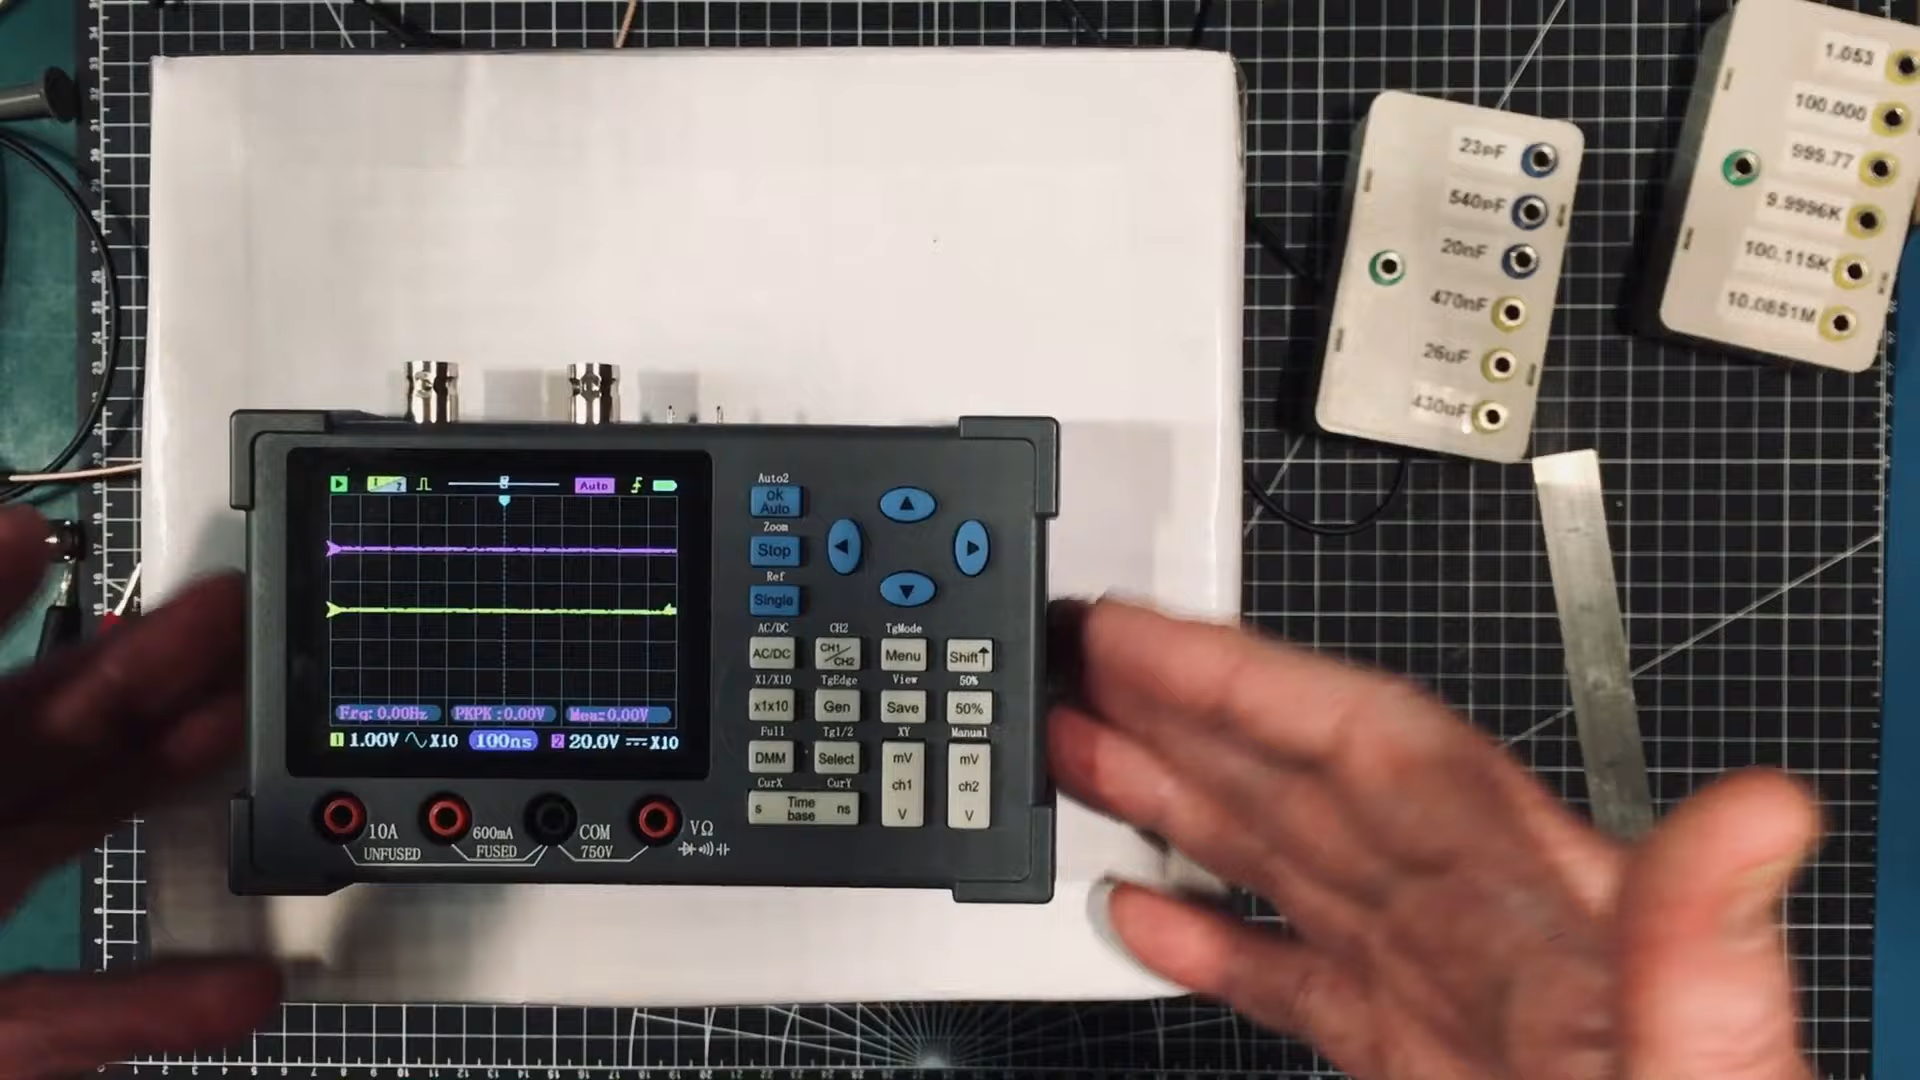 1.053
100.000
999.77
9.9996K
100.115K
10.0851M
23pF
540pF
20nF
470nF
26uF
430uF
Auto
Frq:0.00Hz PKPK:0.00V Mea:0.00V
1 1.00V X10 100ns 2 20.0V X10
Auto2
ok
Auto
Zoom
Stop
Ref
Single
AC/DC CH2 TgMode
AC/DC CH1/CH2 Menu Shift↑
X1/X10 TgEdge View 50%
x1x10 Gen Save 50%
Full Tg1/2 XY Manual
DMM Select mV mV
CurX CurY
s Time base ns ch1 ch2
V V
10A 600mA COM VΩ
UNFUSED FUSED 750V